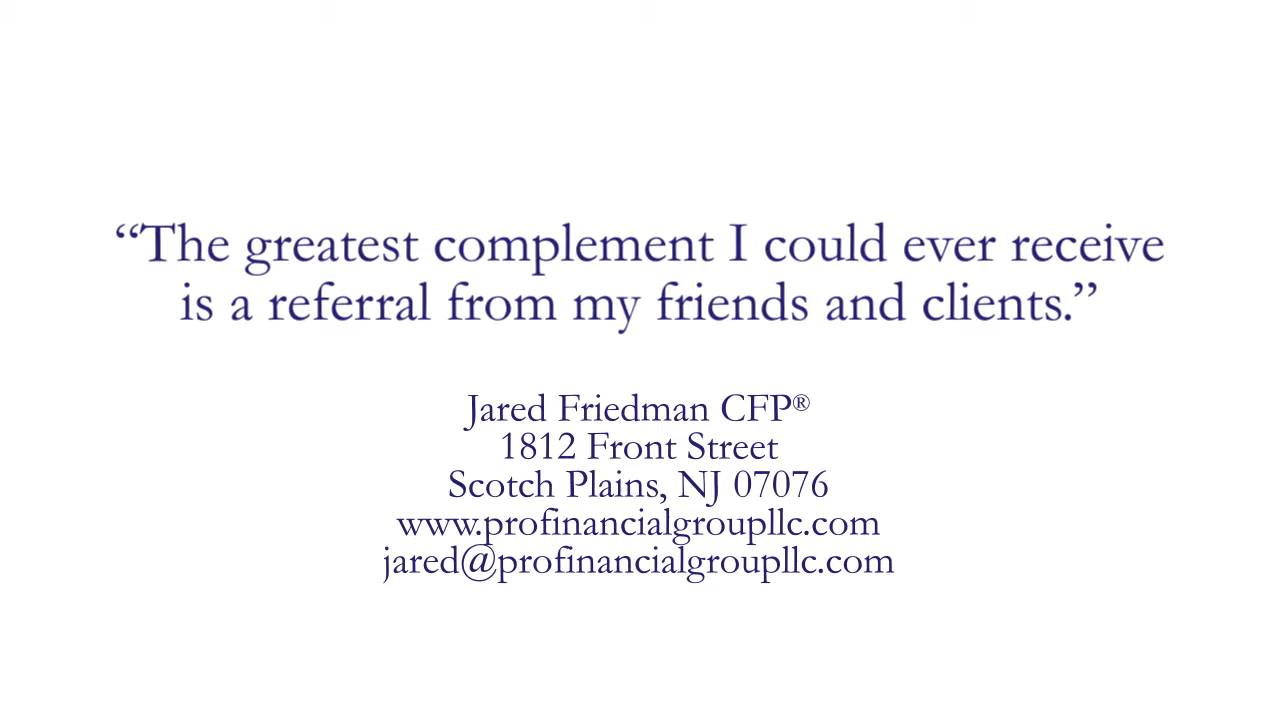 “The greatest complement I could ever receive
is a referral from my friends and clients.”
Jared Friedman CFP®
1812 Front Street
Scotch Plains, NJ 07076
www.profinancialgroupllc.com
jared@profinancialgroupllc.com